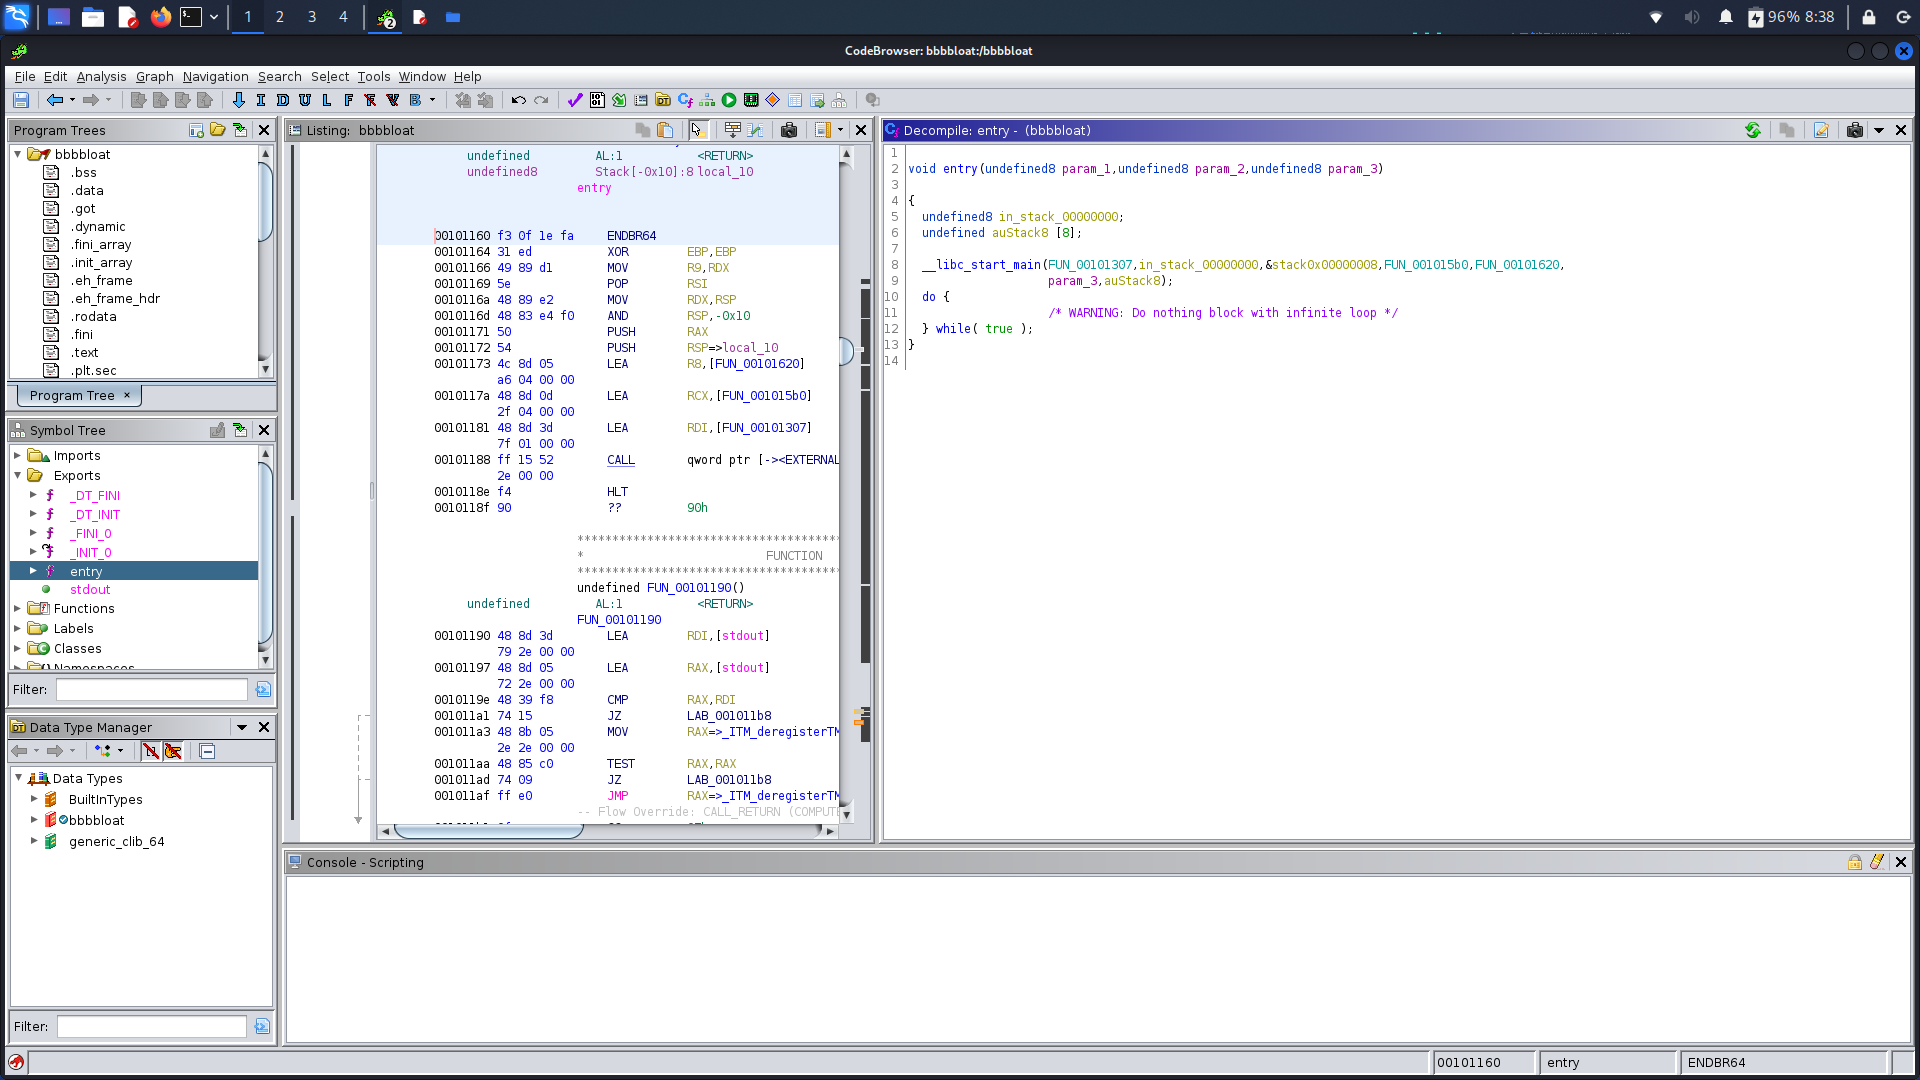 1 2 3 4
2
96% 8:38
CodeBrowser: bbbbloat:/bbbbloat
File Edit Analysis Graph Navigation Search Select Tools Window Help
I D U L F V B
Program Trees
bbbbloat
.bss
.data
.got
.dynamic
.fini_array
.init_array
.eh_frame
.eh_frame_hdr
.rodata
.fini
.text
.plt.sec
Program Tree ×
Symbol Tree
Imports
Exports
_DT_FINI
_DT_INIT
_FINI_0
_INIT_0
entry
stdout
Functions
Labels
Classes
Namespaces
Filter:
Data Type Manager
Data Types
BuiltInTypes
bbbbloat
generic_clib_64
Filter:
Listing: bbbbloat
undefined AL:1 <RETURN>
undefined8 Stack[-0x10]:8 local_10
entry
00101160 f3 0f 1e fa ENDBR64
00101164 31 ed XOR EBP,EBP
00101166 49 89 d1 MOV R9,RDX
00101169 5e POP RSI
0010116a 48 89 e2 MOV RDX,RSP
0010116d 48 83 e4 f0 AND RSP,-0x10
00101171 50 PUSH RAX
00101172 54 PUSH RSP=>local_10
00101173 4c 8d 05 LEA R8,[FUN_00101620]
a6 04 00 00
0010117a 48 8d 0d LEA RCX,[FUN_001015b0]
2f 04 00 00
00101181 48 8d 3d LEA RDI,[FUN_00101307]
7f 01 00 00
00101188 ff 15 52 CALL qword ptr [-><EXTERNAL
2e 00 00
0010118e f4 HLT
0010118f 90 ?? 90h
**************************************
* FUNCTION
**************************************
undefined FUN_00101190()
undefined AL:1 <RETURN>
FUN_00101190
00101190 48 8d 3d LEA RDI,[stdout]
79 2e 00 00
00101197 48 8d 05 LEA RAX,[stdout]
72 2e 00 00
0010119e 48 39 f8 CMP RAX,RDI
001011a1 74 15 JZ LAB_001011b8
001011a3 48 8b 05 MOV RAX=>_ITM_deregisterTM
2e 2e 00 00
001011aa 48 85 c0 TEST RAX,RAX
001011ad 74 09 JZ LAB_001011b8
001011af ff e0 JMP RAX=>_ITM_deregisterTM
-- Flow Override: CALL_RETURN (COMPUTE
Decompile: entry - (bbbbloat)
1
2 void entry(undefined8 param_1,undefined8 param_2,undefined8 param_3)
3
4 {
5 undefined8 in_stack_00000000;
6 undefined auStack8 [8];
7
8 __libc_start_main(FUN_00101307,in_stack_00000000,&stack0x00000008,FUN_001015b0,FUN_00101620,
9 param_3,auStack8);
10 do {
11 /* WARNING: Do nothing block with infinite loop */
12 } while( true );
13 }
14
Console - Scripting
00101160 entry ENDBR64